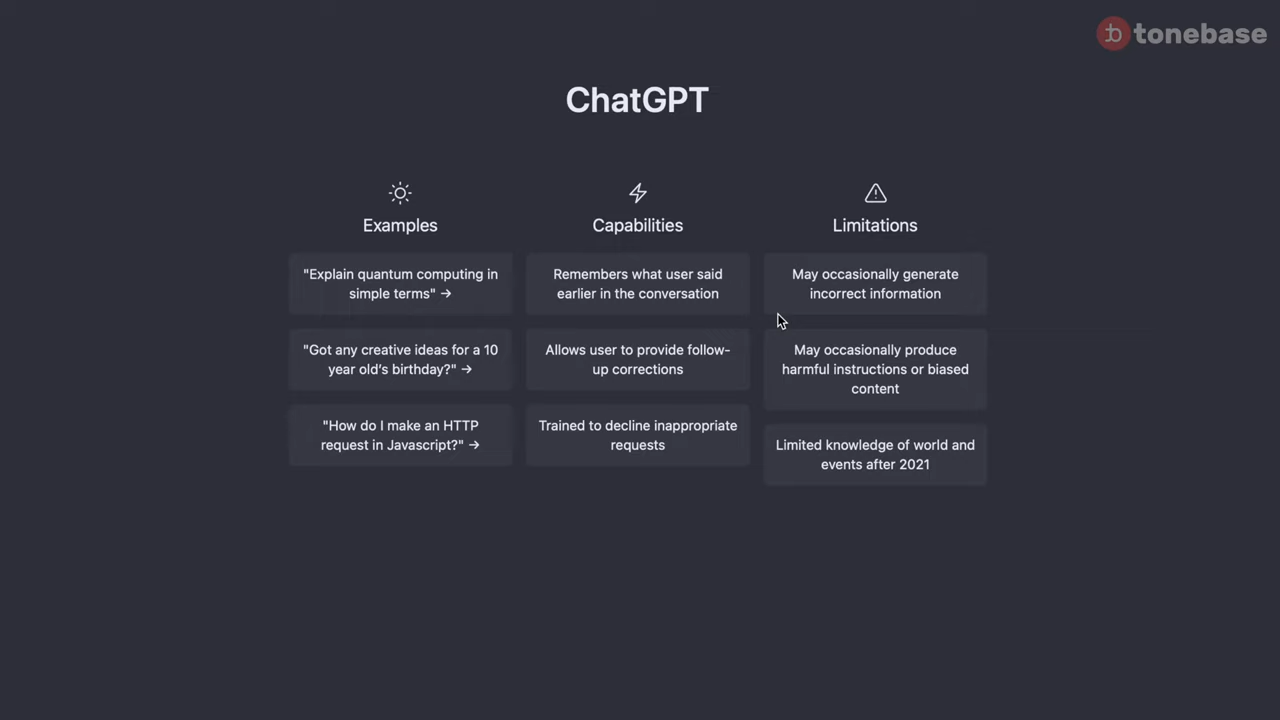 tonebase
ChatGPT
Examples
"Explain quantum computing in
simple terms" →
"Got any creative ideas for a 10
year old's birthday?" →
"How do I make an HTTP
request in Javascript?" →
Capabilities
Remembers what user said
earlier in the conversation
Allows user to provide follow-
up corrections
Trained to decline inappropriate
requests
Limitations
May occasionally generate
incorrect information
May occasionally produce
harmful instructions or biased
content
Limited knowledge of world and
events after 2021